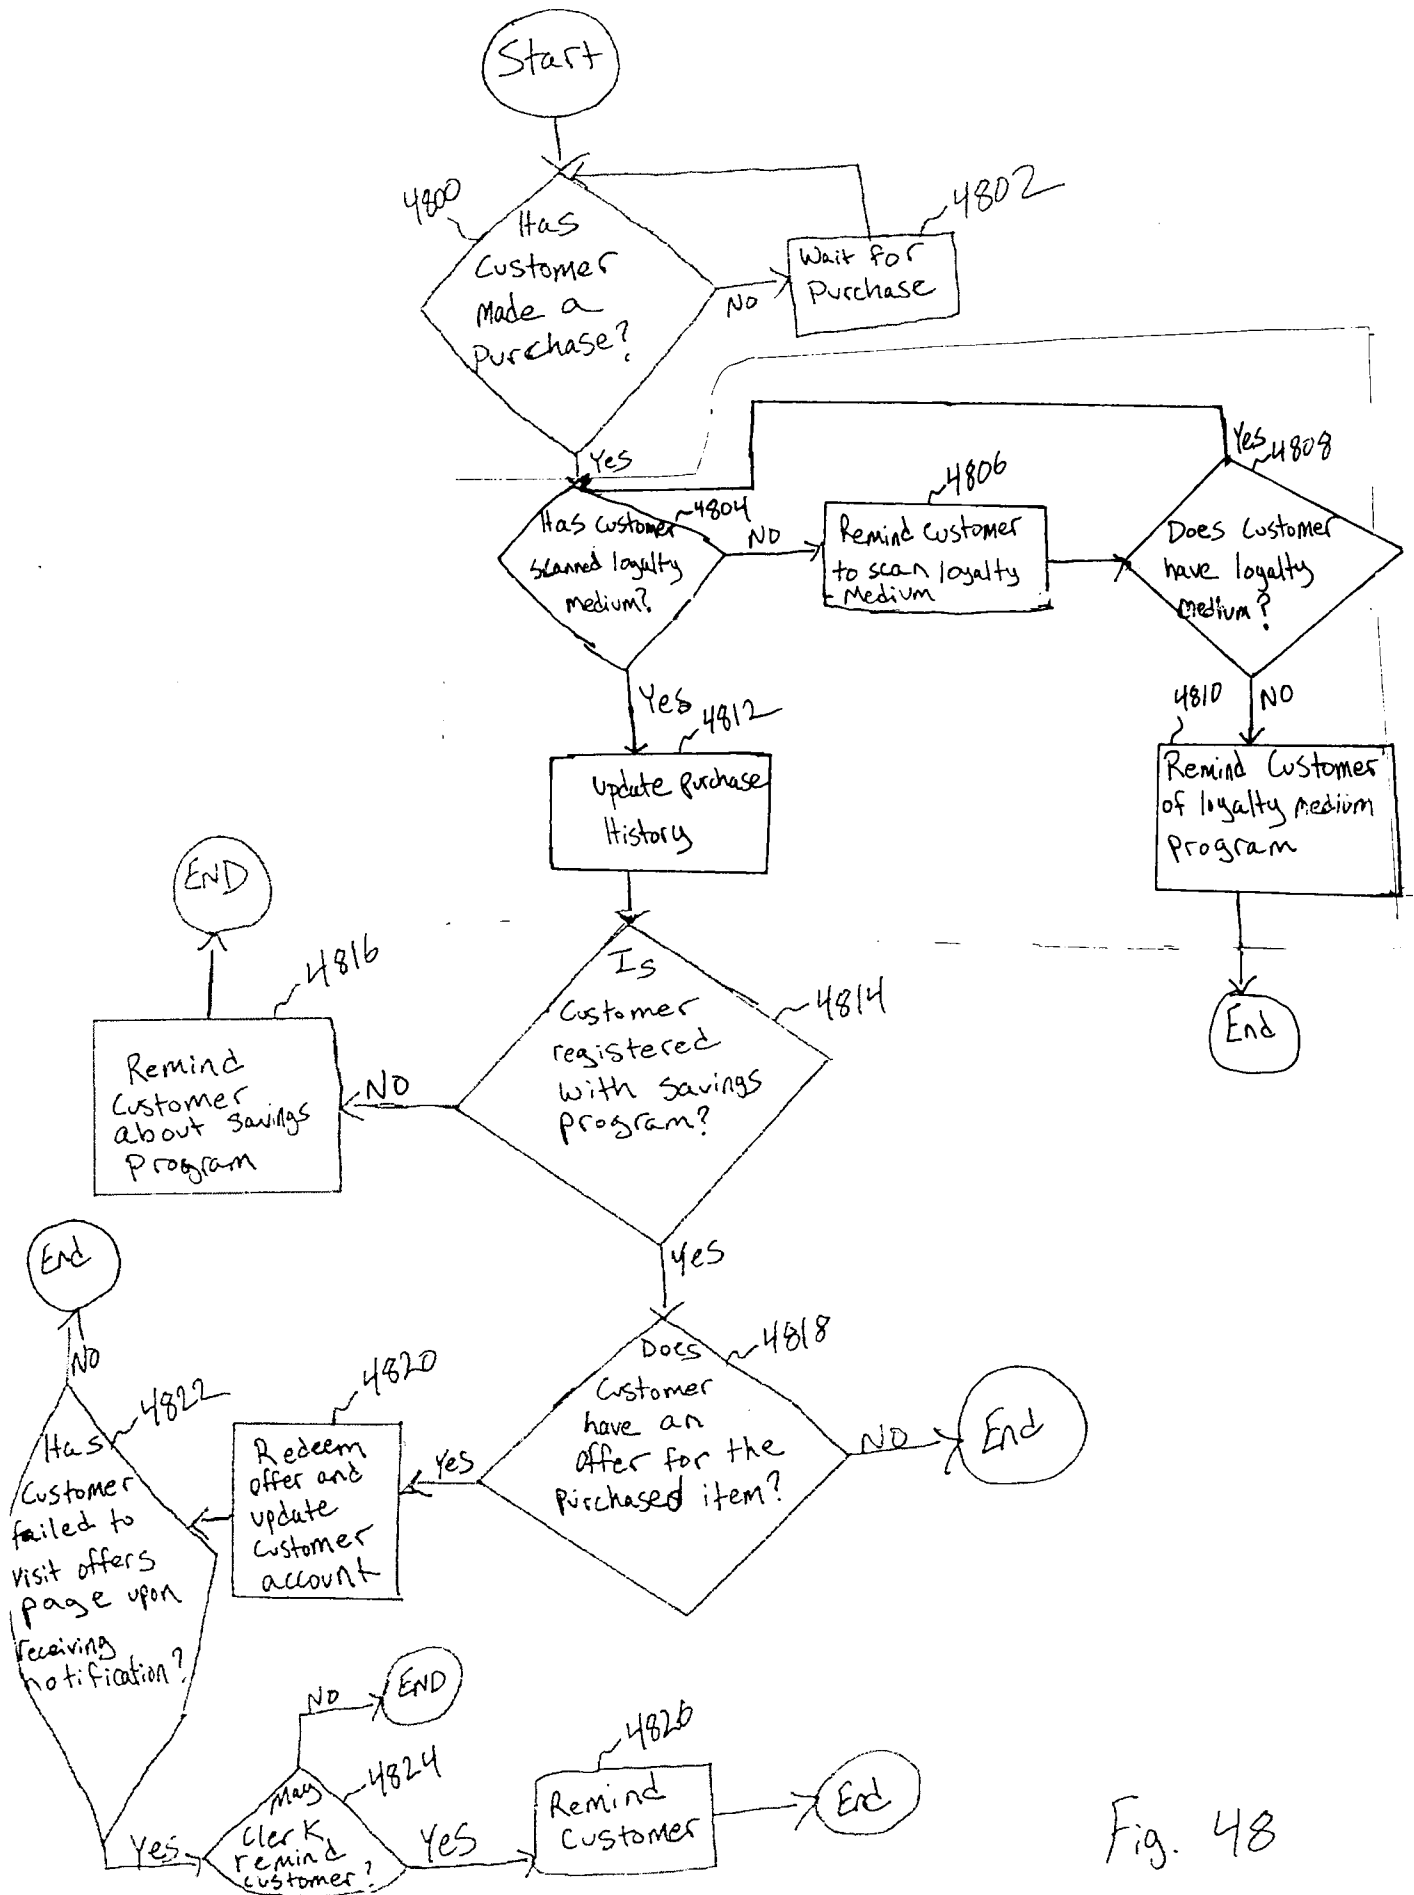 Start
4800
Has
Customer
Made a
Purchase?
NO
4802
Wait for
Purchase
Yes
4804
Has customer
scanned loyalty
medium?
NO
4806
Remind Customer
to scan loyalty
Medium
Yes
4808
Does Customer
have loyalty
Medium?
NO
4810
Remind Customer
of loyalty medium
program
End
Yes
4812
Update Purchase
History
4814
Is
Customer
registered
with savings
program?
NO
4816
Remind
Customer
about savings
program
END
Yes
4818
Does
Customer
have an
offer for the
purchased item?
NO
End
Yes
4820
Redeem
offer and
update
Customer
account
4822
Has
Customer
failed to
visit offers
page upon
receiving
notification?
NO
End
Yes
4824
May
Clerk
remind
customer?
NO
END
Yes
4826
Remind
Customer
End
Fig. 48